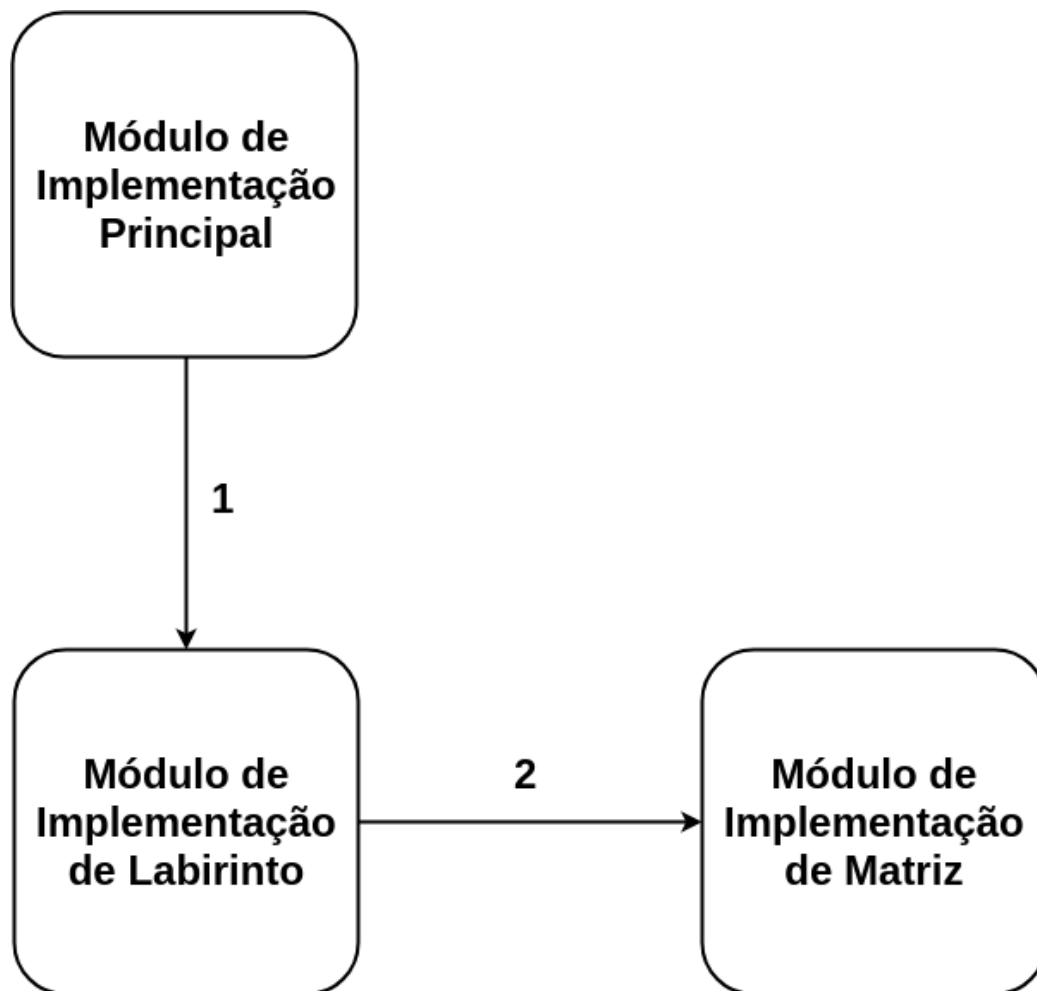 Módulo de
Implementação
Principal
1
Módulo de
Implementação
de Labirinto
2
Módulo de
Implementação
de Matriz